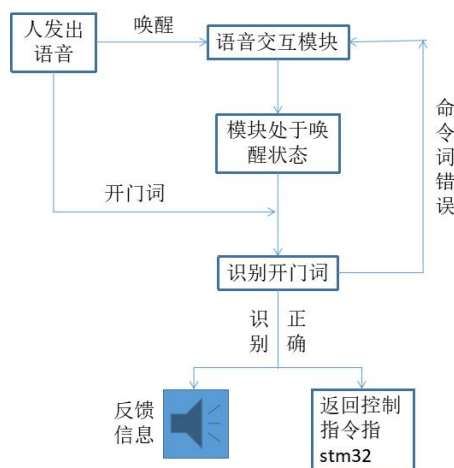 人发出
语音
唤醒
语音交互模块
模块处于唤
醒状态
开门词
命令词错误
识别开门词
识别
正确
反馈
信息
返回控制
指令指
stm32